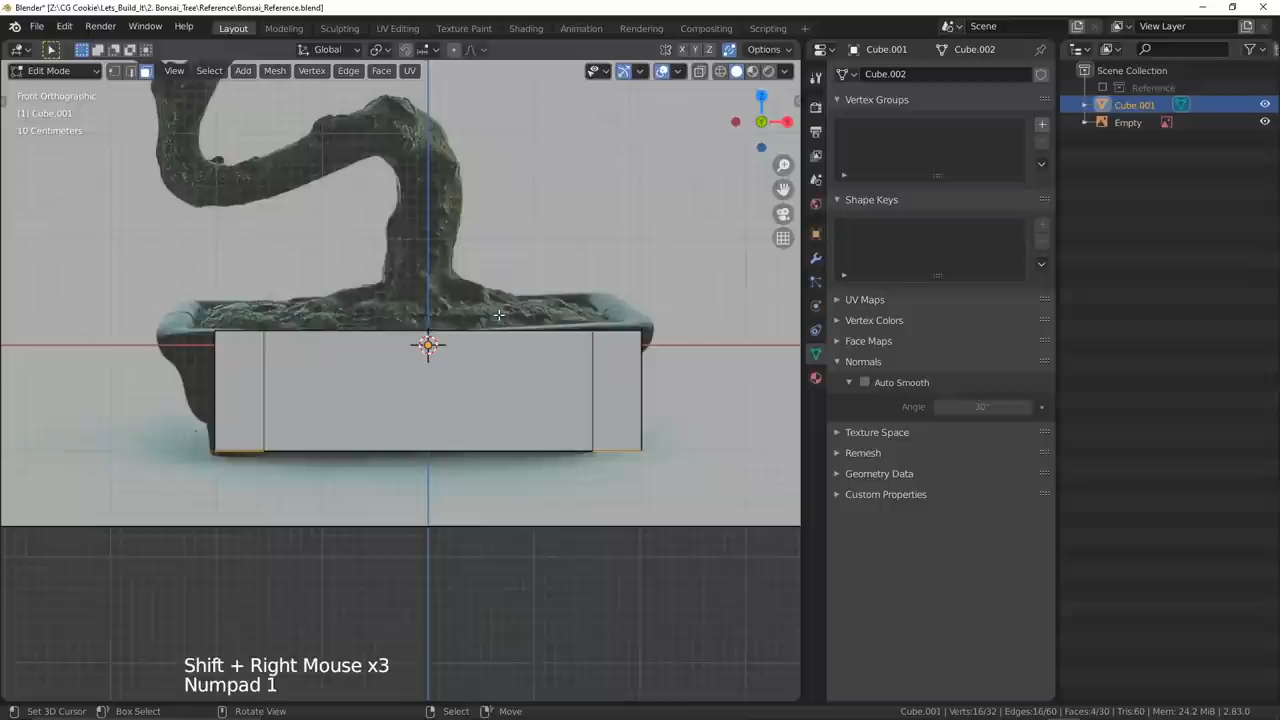 Blender* [Z:\CG Cookie\Lets_Build_It\2. Bonsai_Tree\Reference\Bonsai_Reference.blend]
File Edit Render Window Help Layout Modeling Sculpting UV Editing Texture Paint Shading Animation Rendering Compositing Scripting + Scene View Layer
Global X Y Z Options Cube.001 Cube.002
Edit Mode View Select Add Mesh Vertex Edge Face UV Cube.002
Scene Collection
Reference
Cube.001
Empty
Front Orthographic
(1) Cube.001
10 Centimeters
Z
Y
X
Vertex Groups
Shape Keys
UV Maps
Vertex Colors
Face Maps
Normals
Auto Smooth
Angle 30°
Texture Space
Remesh
Geometry Data
Custom Properties
Shift + Right Mouse x3
Numpad 1
Set 3D Cursor Box Select Rotate View Select Move Cube.001 | Verts:16/32 | Edges:16/60 | Faces:4/30 | Tris:60 | Mem: 24.2 MiB | 2.83.0